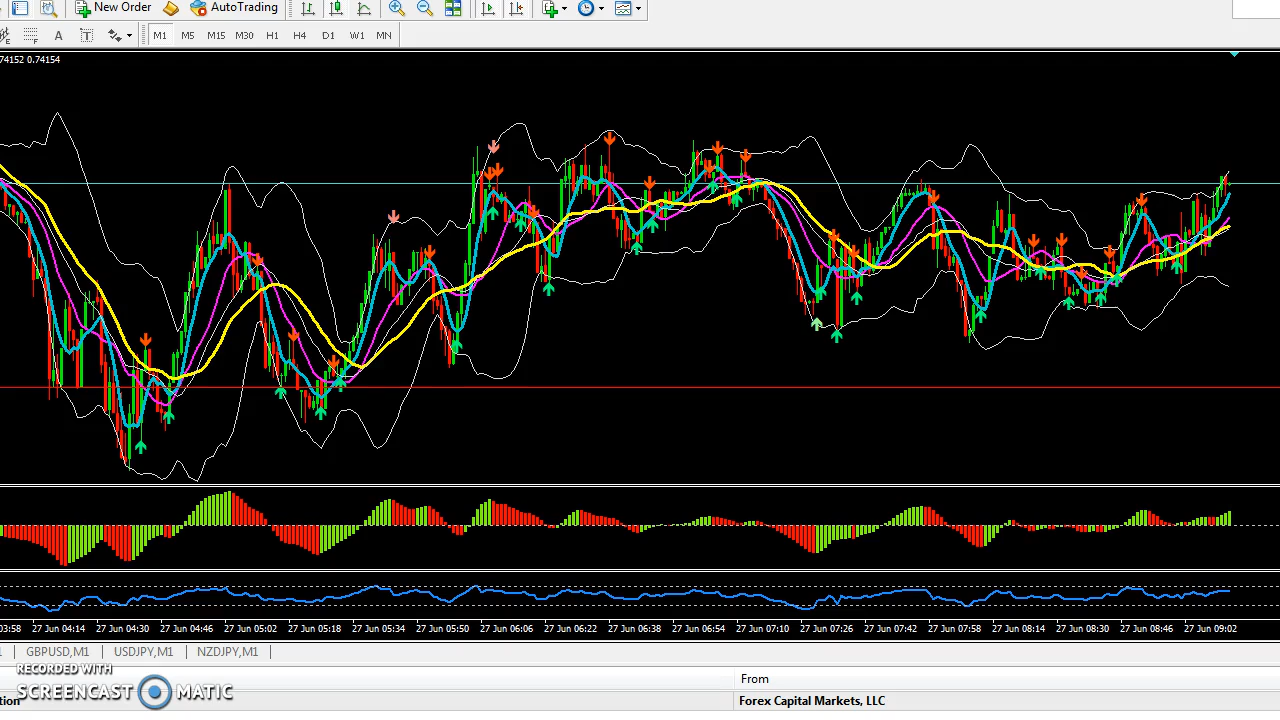 New Order AutoTrading
A T M1 M5 M15 M30 H1 H4 D1 W1 MN
74152 0.74154
03:58 27 Jun 04:14 27 Jun 04:30 27 Jun 04:46 27 Jun 05:02 27 Jun 05:18 27 Jun 05:34 27 Jun 05:50 27 Jun 06:06 27 Jun 06:22 27 Jun 06:38 27 Jun 06:54 27 Jun 07:10 27 Jun 07:26 27 Jun 07:42 27 Jun 07:58 27 Jun 08:14 27 Jun 08:30 27 Jun 08:46 27 Jun 09:02
GBPUSD,M1 | USDJPY,M1 | NZDJPY,M1 |
RECORDED WITH
SCREENCAST MATIC
From
tion
Forex Capital Markets, LLC